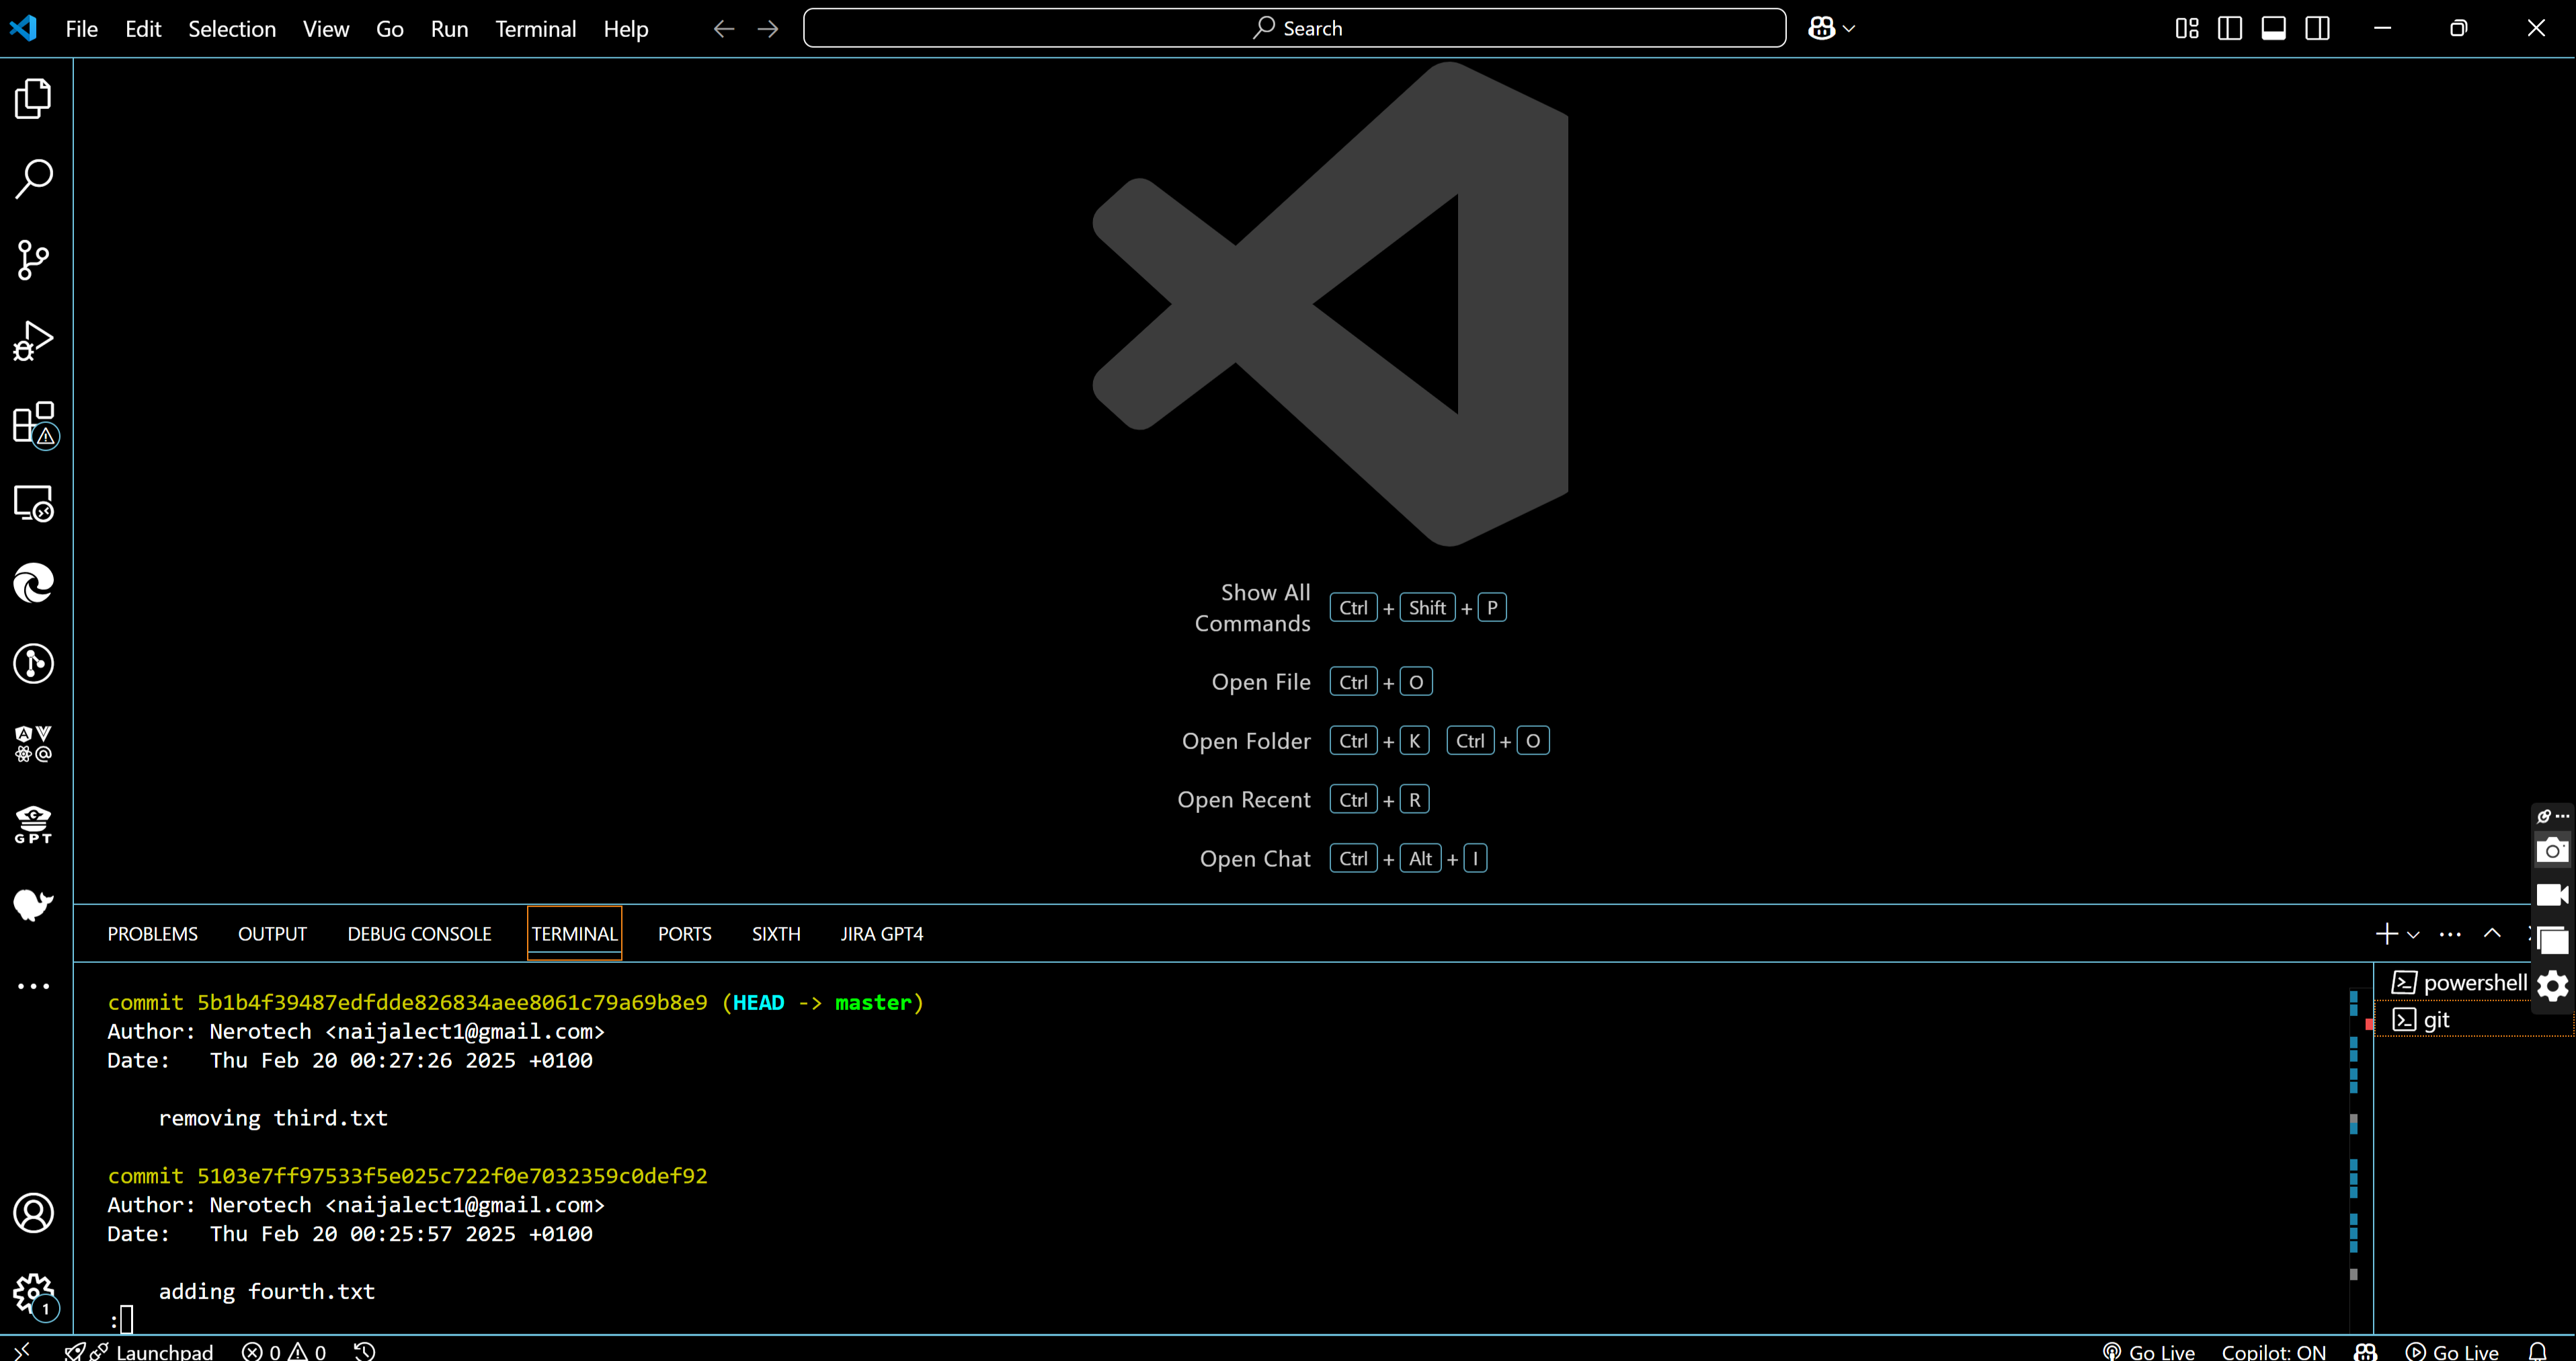 File Edit Selection View Go Run Terminal Help
Search
Show All
Commands
Ctrl + Shift + P
Open File Ctrl + O
Open Folder Ctrl + K Ctrl + O
Open Recent Ctrl + R
Open Chat Ctrl + Alt + I
GPT
PROBLEMS OUTPUT DEBUG CONSOLE TERMINAL PORTS SIXTH JIRA GPT4
powershell
git
commit 5b1b4f39487edfdde826834aee8061c79a69b8e9 (HEAD -> master)
Author: Nerotech <naijalect1@gmail.com>
Date:   Thu Feb 20 00:27:26 2025 +0100
removing third.txt
commit 5103e7ff97533f5e025c722f0e7032359c0def92
Author: Nerotech <naijalect1@gmail.com>
Date:   Thu Feb 20 00:25:57 2025 +0100
adding fourth.txt
:
1
Launchpad 0 0 Go Live Copilot: ON Go Live